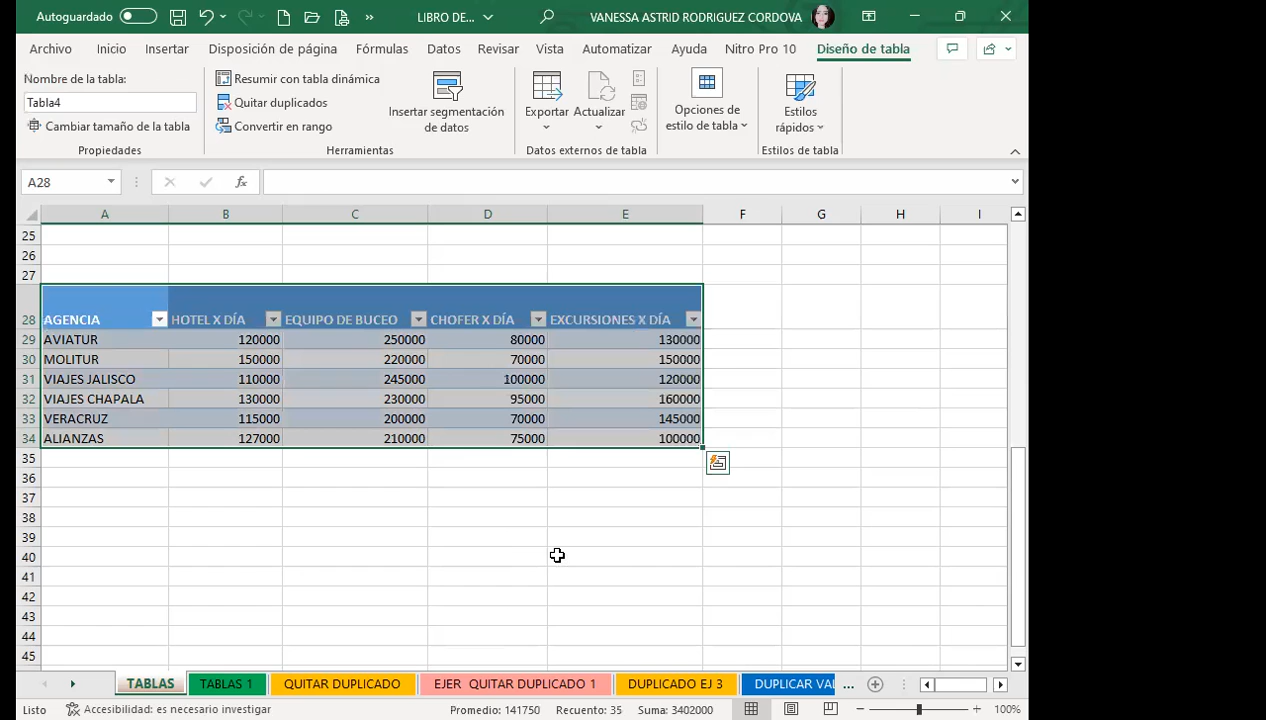 Autoguardado LIBRO DE... VANESSA ASTRID RODRIGUEZ CORDOVA
Archivo Inicio Insertar Disposición de página Fórmulas Datos Revisar Vista Automatizar Ayuda Nitro Pro 10 Diseño de tabla
Nombre de la tabla:
Tabla4
Cambiar tamaño de la tabla
Propiedades
Resumir con tabla dinámica
Quitar duplicados
Convertir en rango
Insertar segmentación
de datos
Herramientas
Exportar Actualizar
Datos externos de tabla
Opciones de
estilo de tabla
Estilos
rápidos
Estilos de tabla
A28 fx
A B C D E F G H I
25
26
27
28 AGENCIA HOTEL X DÍA EQUIPO DE BUCEO CHOFER X DÍA EXCURSIONES X DÍA
29 AVIATUR 120000 250000 80000 130000
30 MOLITUR 150000 220000 70000 150000
31 VIAJES JALISCO 110000 245000 100000 120000
32 VIAJES CHAPALA 130000 230000 95000 160000
33 VERACRUZ 115000 200000 70000 145000
34 ALIANZAS 127000 210000 75000 100000
35
36
37
38
39
40
41
42
43
44
45
TABLAS TABLAS 1 QUITAR DUPLICADO EJER QUITAR DUPLICADO 1 DUPLICADO EJ 3 DUPLICAR VAL ...
Listo Accesibilidad: es necesario investigar Promedio: 141750 Recuento: 35 Suma: 3402000 100%